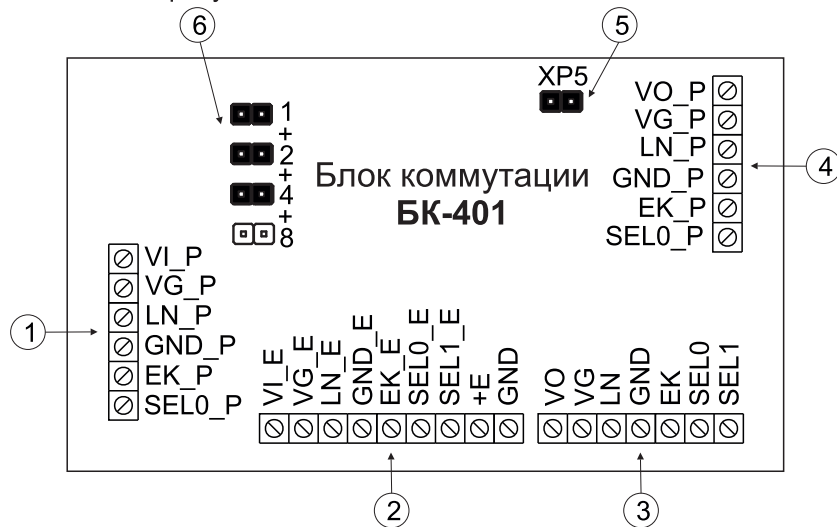 6
5
XP5
1
+
2
+
4
+
8
Блок коммутации
БК-401
VO_P
VG_P
LN_P
GND_P
EK_P
SEL0_P
4
VI_P
VG_P
LN_P
GND_P
EK_P
SEL0_P
1
VI_E
VG_E
LN_E
GND_E
EK_E
SEL0_E
SEL1_E
+E
GND
VO
VG
LN
GND
EK
SEL0
SEL1
2
3